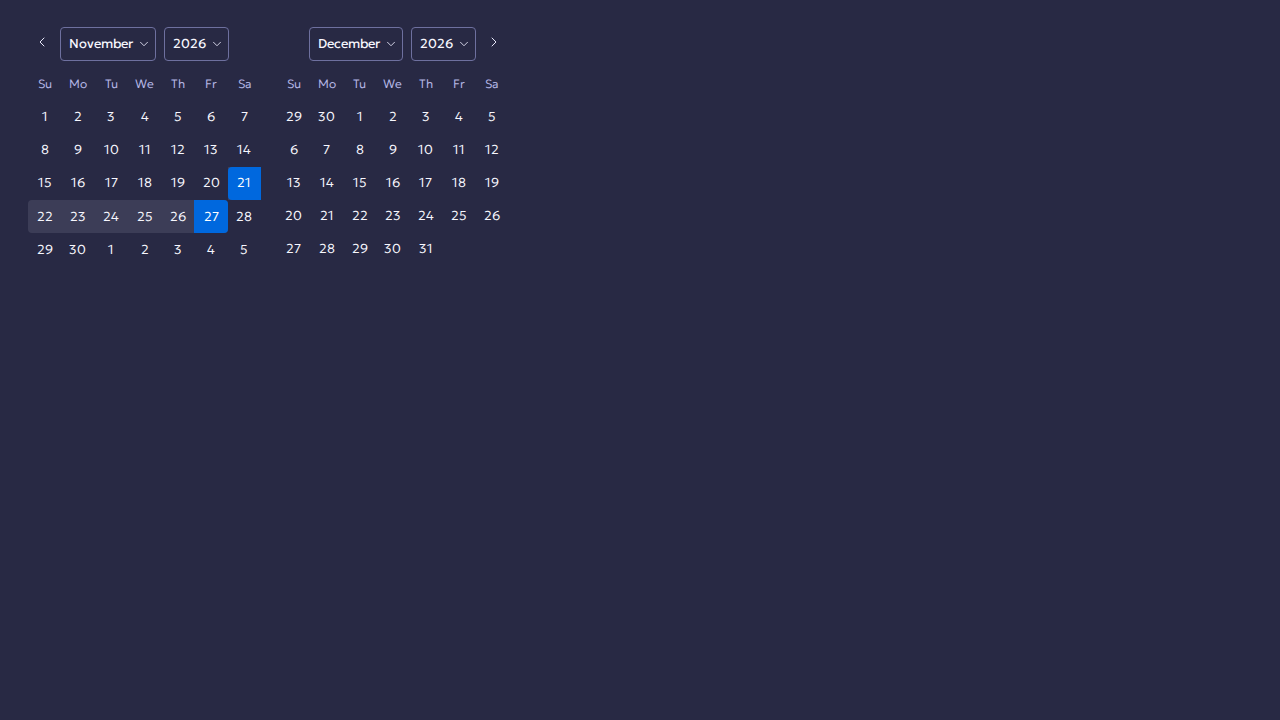 November 2026
Su Mo Tu We Th Fr Sa
1 2 3 4 5 6 7
8 9 10 11 12 13 14
15 16 17 18 19 20 21
22 23 24 25 26 27 28
29 30 1 2 3 4 5
December 2026
Su Mo Tu We Th Fr Sa
29 30 1 2 3 4 5
6 7 8 9 10 11 12
13 14 15 16 17 18 19
20 21 22 23 24 25 26
27 28 29 30 31